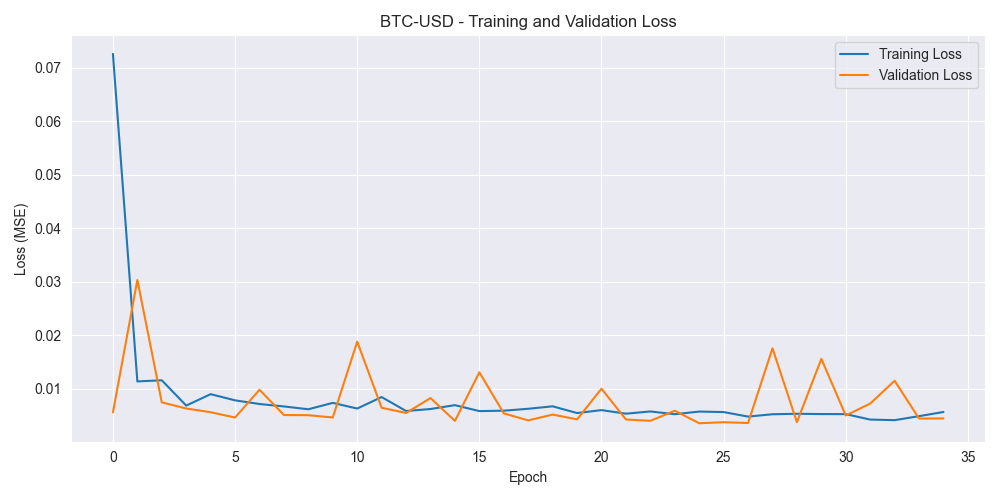 BTC-USD - Training and Validation Loss
Training Loss
Validation Loss
0.07
0.06
0.05
0.04
0.03
0.02
0.01
Loss (MSE)
0 5 10 15 20 25 30 35
Epoch